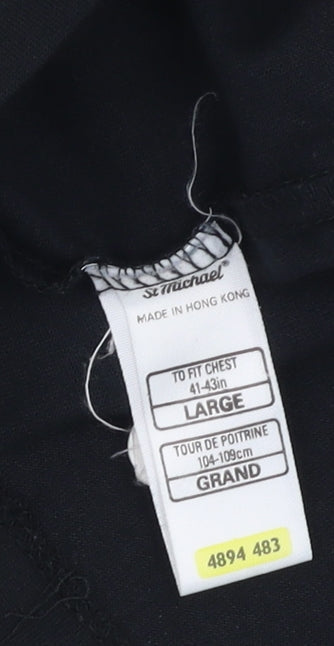 St Michael®
MADE IN HONG KONG
TO FIT CHEST
41-43in
LARGE
TOUR DE POITRINE
104-109cm
GRAND
4894 483